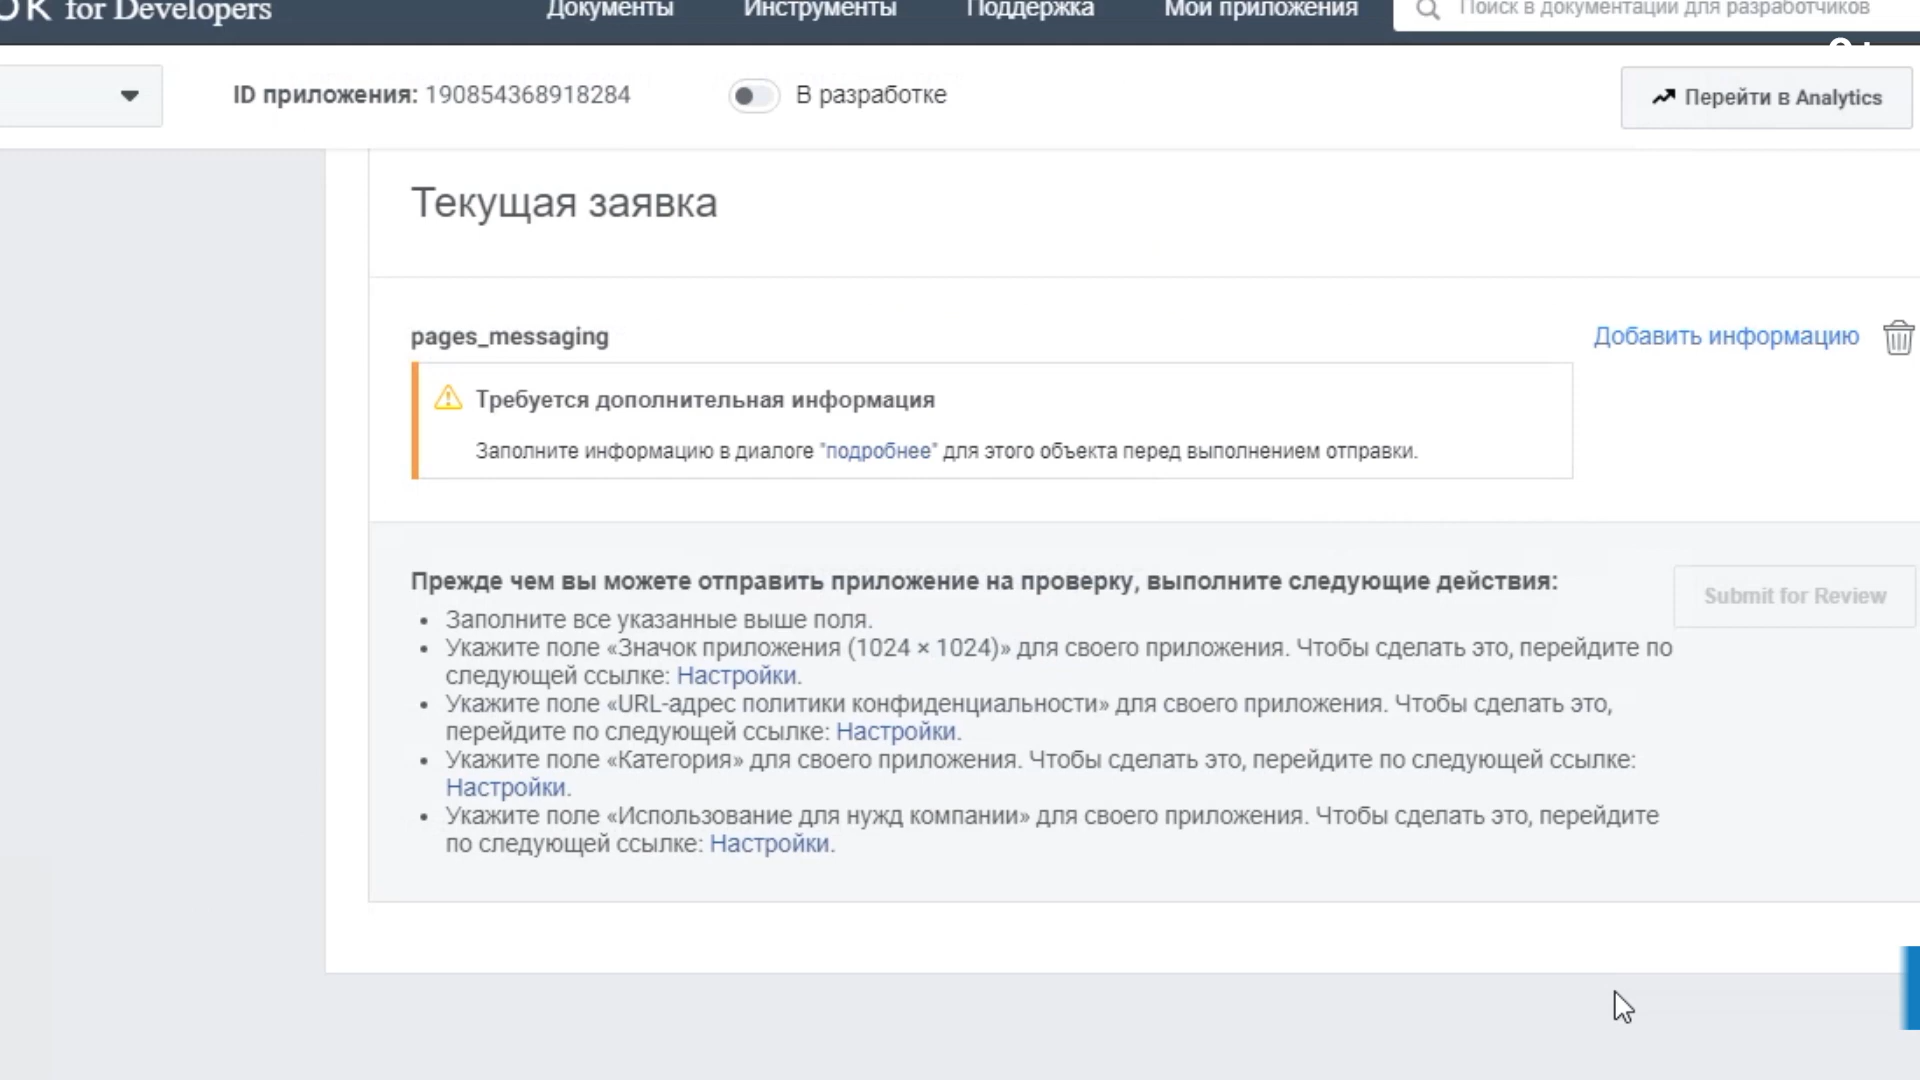 OK for Developers
Документы
Инструменты
Поддержка
Мои приложения
Поиск в документации для разработчиков
ID приложения: 190854368918284
В разработке
Перейти в Analytics
Текущая заявка
pages_messaging
Добавить информацию
Требуется дополнительная информация
Заполните информацию в диалоге "подробнее" для этого объекта перед выполнением отправки.
Прежде чем вы можете отправить приложение на проверку, выполните следующие действия:
Submit for Review
• Заполните все указанные выше поля.
• Укажите поле «Значок приложения (1024 × 1024)» для своего приложения. Чтобы сделать это, перейдите по
следующей ссылке: Настройки.
• Укажите поле «URL-адрес политики конфиденциальности» для своего приложения. Чтобы сделать это,
перейдите по следующей ссылке: Настройки.
• Укажите поле «Категория» для своего приложения. Чтобы сделать это, перейдите по следующей ссылке:
Настройки.
• Укажите поле «Использование для нужд компании» для своего приложения. Чтобы сделать это, перейдите
по следующей ссылке: Настройки.